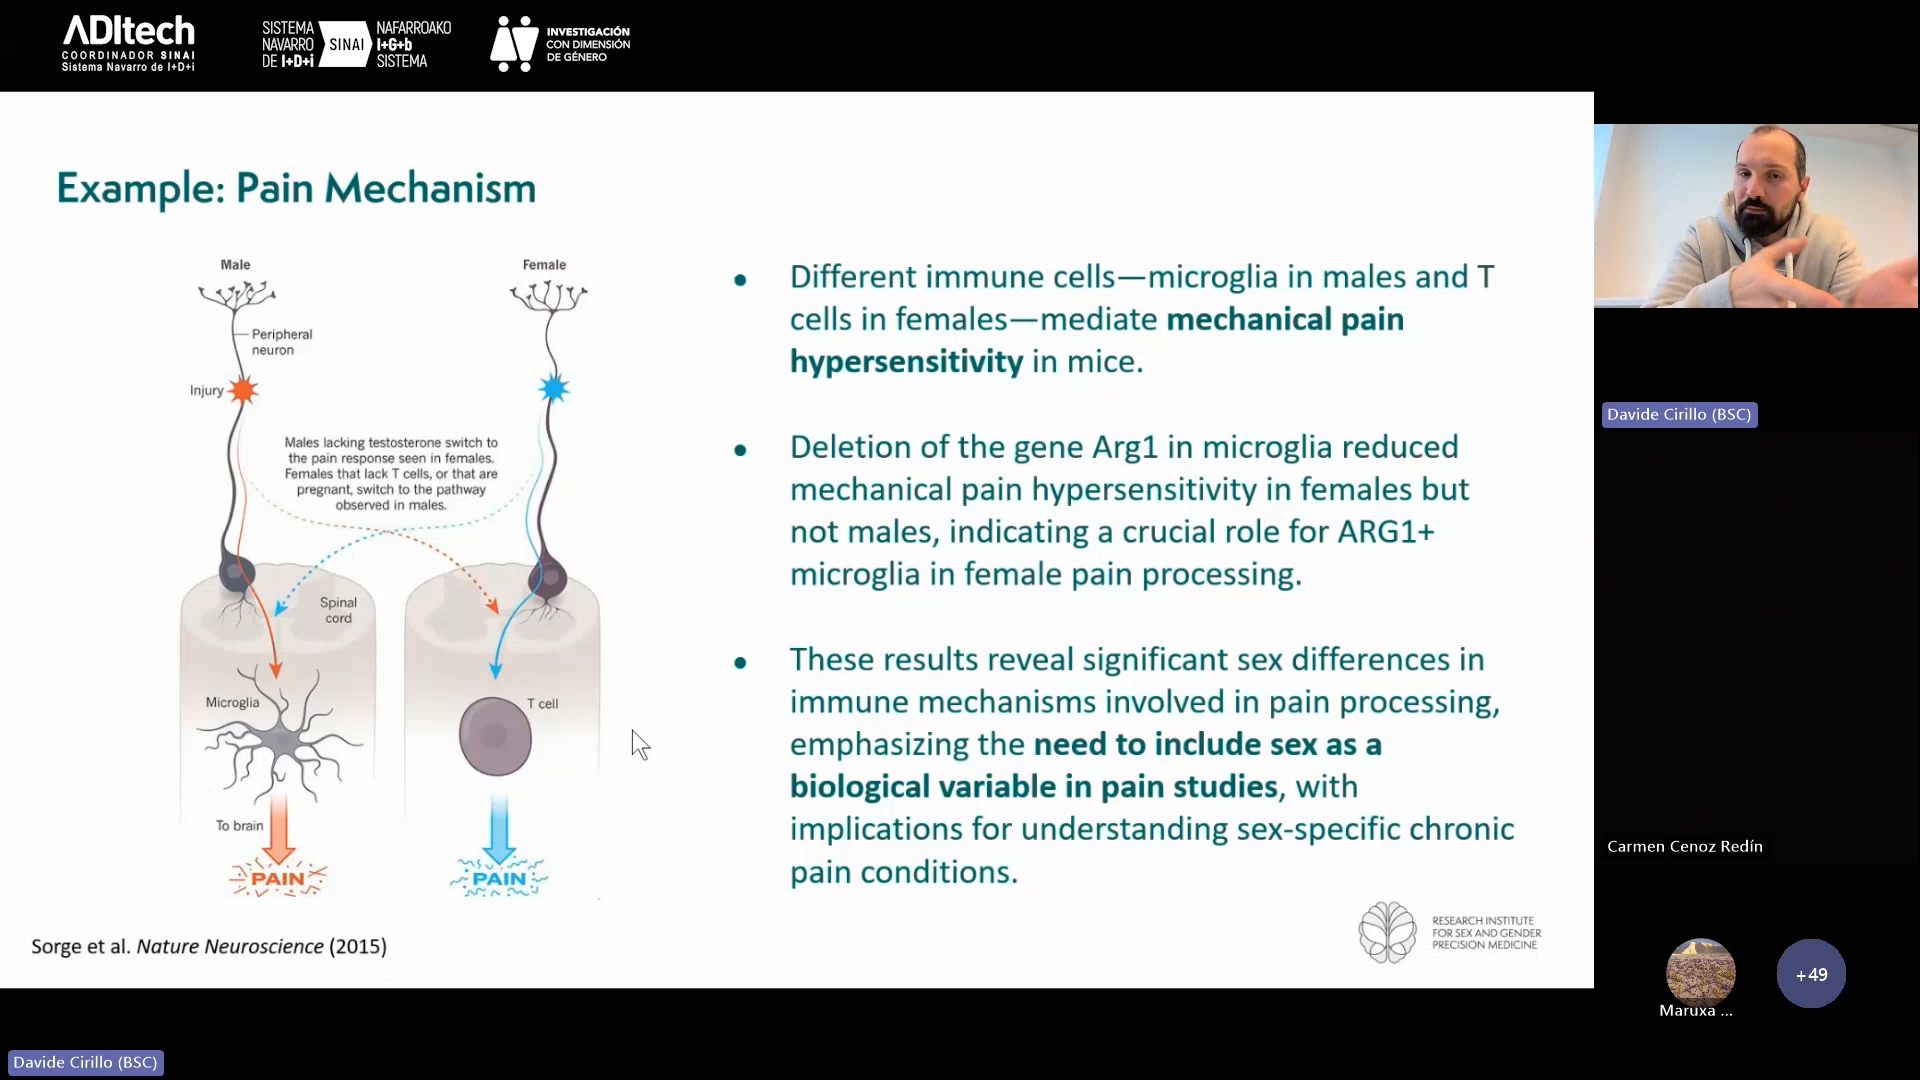 ADItech
COORDINADOR SINAI
Sistema Navarro de I+D+i
SISTEMA
NAVARRO
DE I+D+i
SINAI
NAFARROAKO
I+G+b
SISTEMA
INVESTIGACIÓN
CON DIMENSIÓN
DE GÉNERO
Example: Pain Mechanism
Male
Female
Peripheral
neuron
Injury
Males lacking testosterone switch to
the pain response seen in females.
Females that lack T cells, or that are
pregnant, switch to the pathway
observed in males.
Spinal
cord
Microglia
T cell
To brain
PAIN
PAIN
Sorge et al. Nature Neuroscience (2015)
• Different immune cells—microglia in males and T
cells in females—mediate mechanical pain
hypersensitivity in mice.
• Deletion of the gene Arg1 in microglia reduced
mechanical pain hypersensitivity in females but
not males, indicating a crucial role for ARG1+
microglia in female pain processing.
• These results reveal significant sex differences in
immune mechanisms involved in pain processing,
emphasizing the need to include sex as a
biological variable in pain studies, with
implications for understanding sex-specific chronic
pain conditions.
RESEARCH INSTITUTE
FOR SEX AND GENDER
PRECISION MEDICINE
Davide Cirillo (BSC)
Carmen Cenoz Redín
Maruxa ...
+49
Davide Cirillo (BSC)